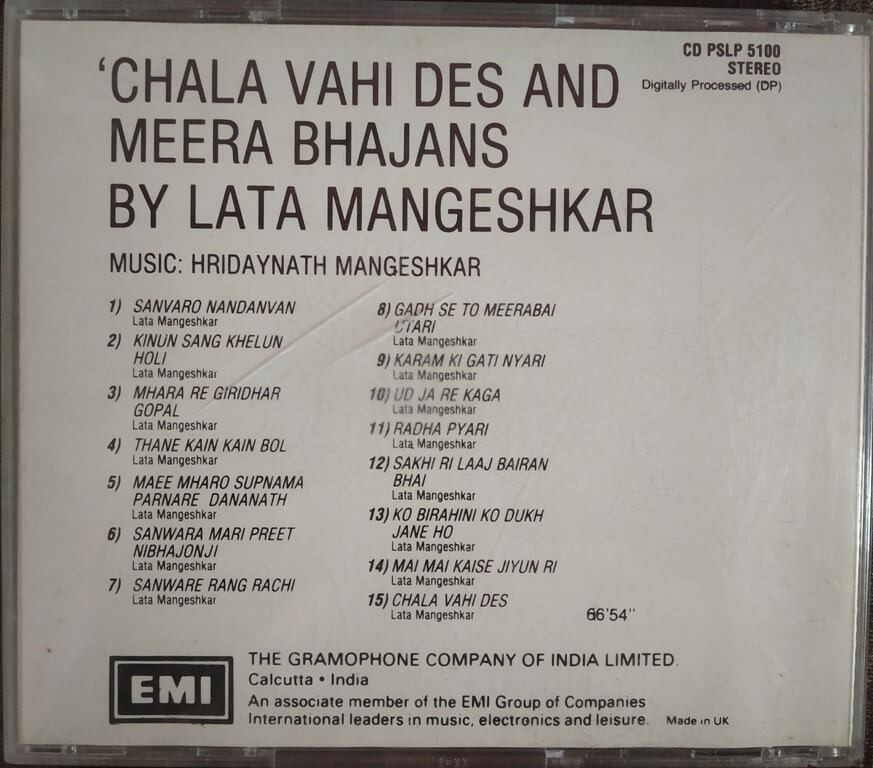 CD PSLP 5100
STEREO
Digitally Processed (DP)
'CHALA VAHI DES AND
MEERA BHAJANS
BY LATA MANGESHKAR
MUSIC: HRIDAYNATH MANGESHKAR
1) SANVARO NANDANVAN
Lata Mangeshkar
2) KINUN SANG KHELUN
HOLI
Lata Mangeshkar
3) MHARA RE GIRIDHAR
GOPAL
Lata Mangeshkar
4) THANE KAIN KAIN BOL
Lata Mangeshkar
5) MAEE MHARO SUPNAMA
PARNARE DANANATH
Lata Mangeshkar
6) SANWARA MARI PREET
NIBHAJONJI
Lata Mangeshkar
7) SANWARE RANG RACHI
Lata Mangeshkar
8) GADH SE TO MEERABAI
UTARI
Lata Mangeshkar
9) KARAM KI GATI NYARI
Lata Mangeshkar
10) UD JA RE KAGA
Lata Mangeshkar
11) RADHA PYARI
Lata Mangeshkar
12) SAKHI RI LAAJ BAIRAN
BHAI
Lata Mangeshkar
13) KO BIRAHINI KO DUKH
JANE HO
Lata Mangeshkar
14) MAI MAI KAISE JIYUN RI
Lata Mangeshkar
15) CHALA VAHI DES
Lata Mangeshkar
66'54"
EMI
THE GRAMOPHONE COMPANY OF INDIA LIMITED.
Calcutta • India
An associate member of the EMI Group of Companies
International leaders in music, electronics and leisure. Made in UK